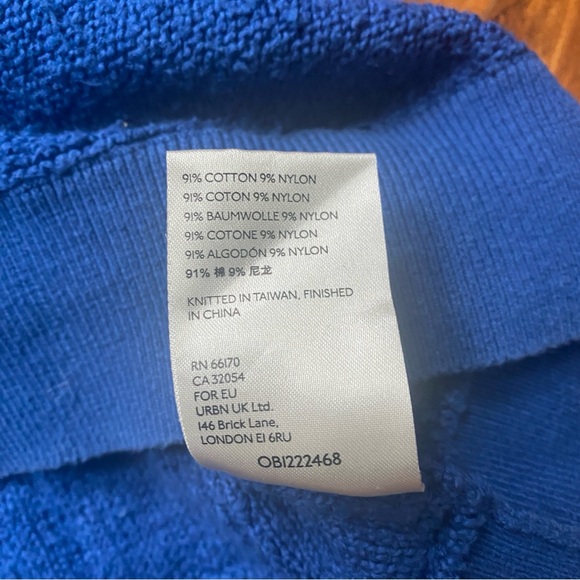 91% COTTON 9% NYLON
91% COTON 9% NYLON
91% BAUMWOLLE 9% NYLON
91% COTONE 9% NYLON
91% ALGODÓN 9% NYLON
91% 棉 9% 尼龙
KNITTED IN TAIWAN, FINISHED
IN CHINA
RN 66170
CA 32054
FOR EU
URBN UK Ltd.
146 Brick Lane,
LONDON E1 6RU
OB1222468